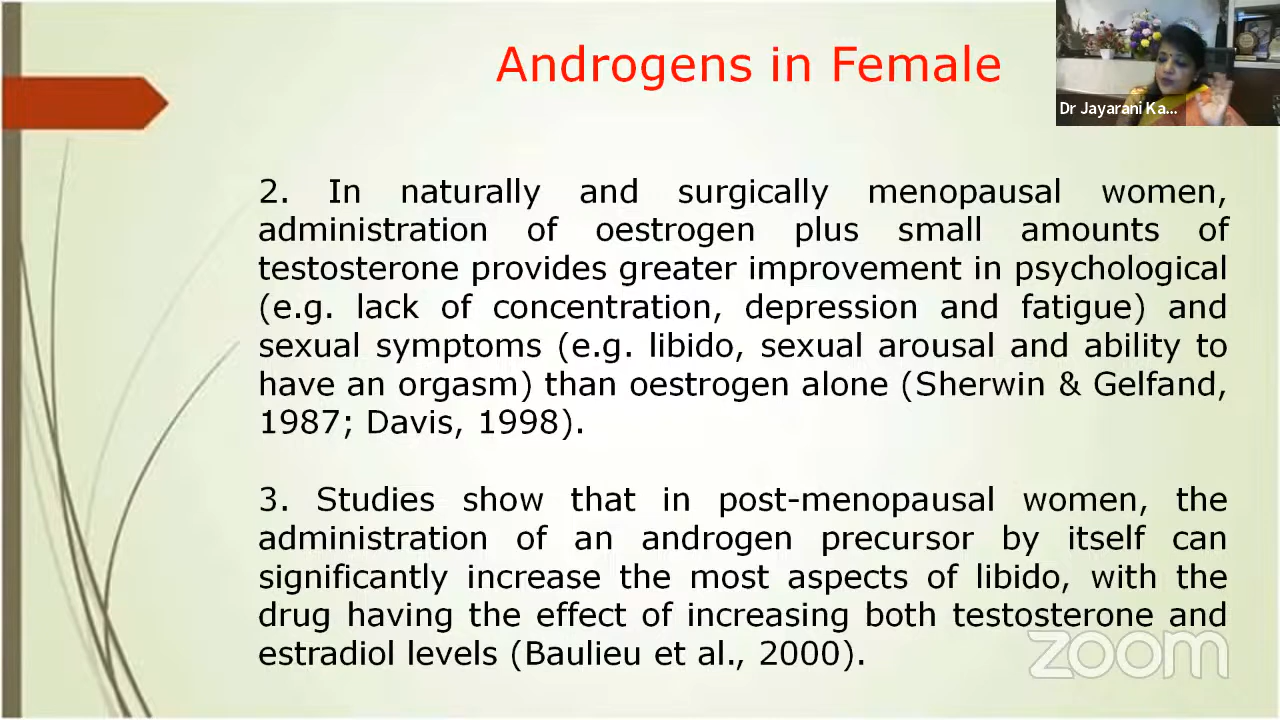 Androgens in Female
Dr Jayarani Ka...
2. In naturally and surgically menopausal women,
administration of oestrogen plus small amounts of
testosterone provides greater improvement in psychological
(e.g. lack of concentration, depression and fatigue) and
sexual symptoms (e.g. libido, sexual arousal and ability to
have an orgasm) than oestrogen alone (Sherwin & Gelfand,
1987; Davis, 1998).
3. Studies show that in post-menopausal women, the
administration of an androgen precursor by itself can
significantly increase the most aspects of libido, with the
drug having the effect of increasing both testosterone and
estradiol levels (Baulieu et al., 2000).
zoom